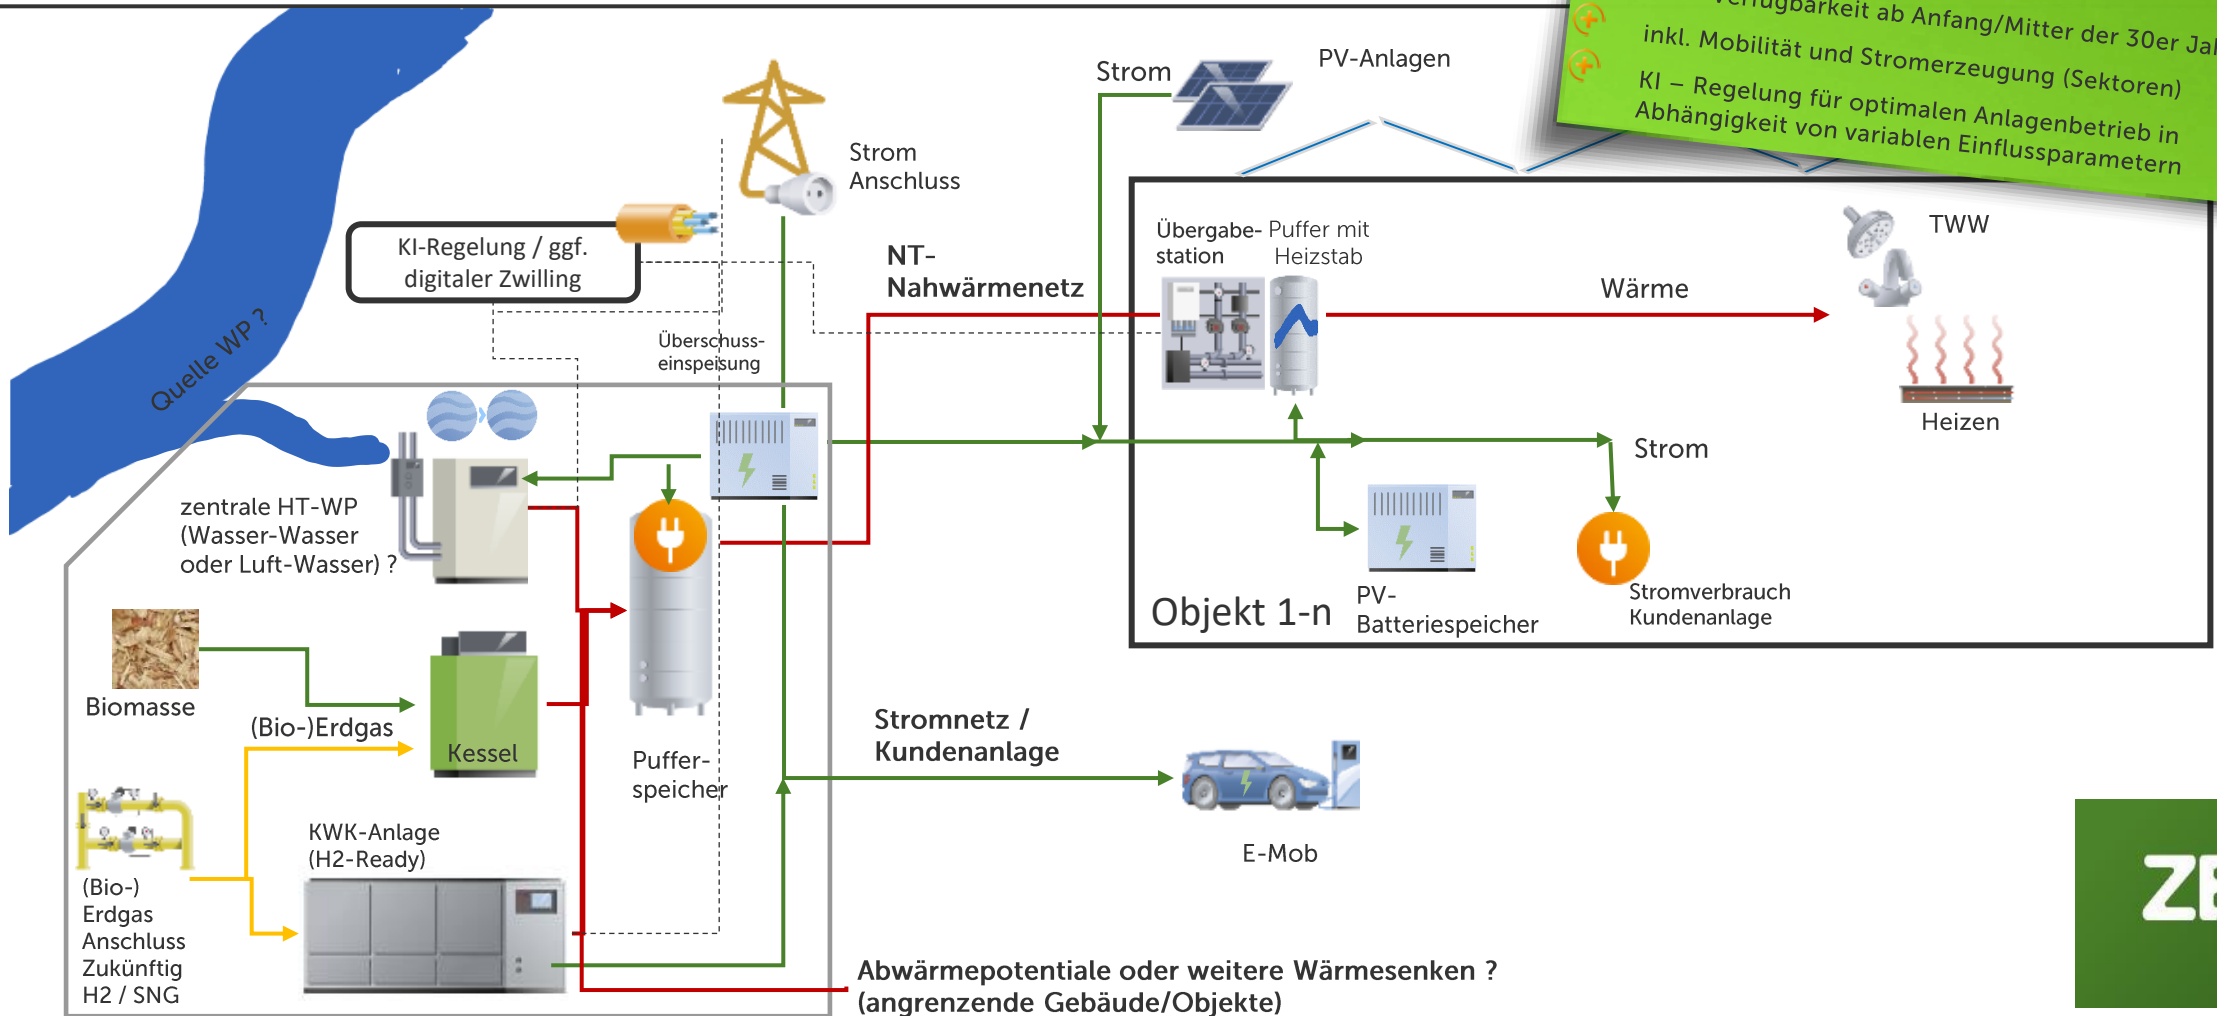 Verfügbarkeit ab Anfang/Mitter der 30er
inkl. Mobilität und Stromerzeugung (Sektoren)
KI – Regelung für optimalen Anlagenbetrieb in
Abhängigkeit von variablen Einflussparametern
Strom
PV-Anlagen
Strom
Anschluss
KI-Regelung / ggf.
digitaler Zwilling
NT-
Nahwärmenetz
Übergabe-
station
Puffer mit
Heizstab
TWW
Wärme
Heizen
Quelle WP ?
Überschuss-
einspeisung
Strom
zentrale HT-WP
(Wasser-Wasser
oder Luft-Wasser) ?
Objekt 1-n
PV-
Batteriespeicher
Stromverbrauch
Kundenanlage
Biomasse
(Bio-)Erdgas
Kessel
Puffer-
speicher
Stromnetz /
Kundenanlage
E-Mob
KWK-Anlage
(H2-Ready)
(Bio-)
Erdgas
Anschluss
Zukünftig
H2 / SNG
Abwärmepotentiale oder weitere Wärmesenken ?
(angrenzende Gebäude/Objekte)